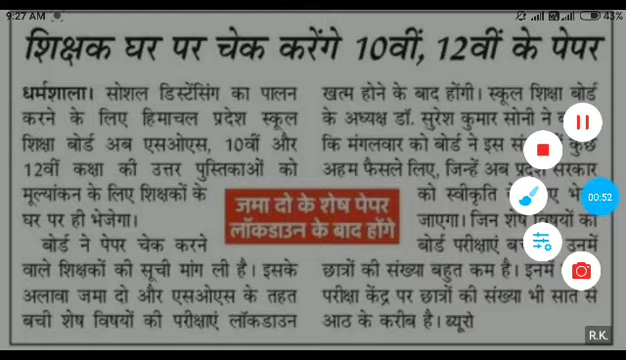 9:27 AM
43%
शिक्षक घर पर चेक करेंगे 10वीं, 12वीं के पेपर
धर्मशाला। सोशल डिस्टेंसिंग का पालन
करने के लिए हिमाचल प्रदेश स्कूल
शिक्षा बोर्ड अब एसओएस, 10वीं और
12वीं कक्षा की उत्तर पुस्तिकाओं को
मूल्यांकन के लिए शिक्षकों के
घर पर ही भेजेगा।
बोर्ड ने पेपर चेक करने
वाले शिक्षकों की सूची मांग ली है। इसके
अलावा जमा दो और एसओएस के तहत
बची शेष विषयों की परीक्षाएं लॉकडाउन
जमा दो के शेष पेपर
लॉकडाउन के बाद होंगे
खत्म होने के बाद होंगी। स्कूल शिक्षा बोर्ड
के अध्यक्ष डॉ. सुरेश कुमार सोनी ने
कि मंगलवार को बोर्ड ने इस कुछ
अहम फैसले लिए, जिन्हें अब प्रदेश सरकार
को स्वीकृति
जाएगा। जिन शेष विषयों का
बोर्ड परीक्षाएं उनमें
छात्रों की संख्या बहुत कम है। इनमें
परीक्षा केंद्र पर छात्रों की संख्या भी सात से
आठ के करीब है। ब्यूरो
00:52
R.K.